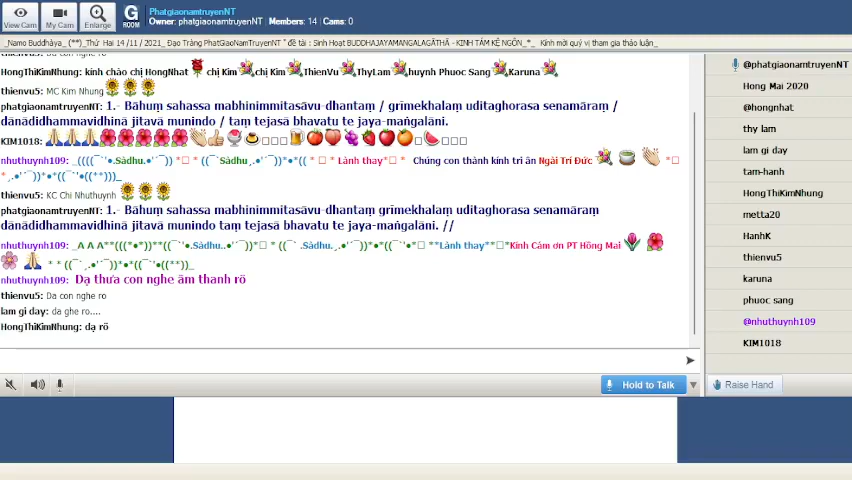 PhatgiaonamtruyenNT
Owner: phatgiaonamtruyenNT Members: 14 Cams: 0
View Cam
My Cam
Enlarge
G
ROOM
_Namo Buddhàya_ (**)_Thứ Hai 14 /11 / 2021_ Đạo Tràng PhatGiaoNamTruyenNT " đề tài : Sinh Hoạt BUDDHAJAYAMANGALAGĀTHĀ - KINH TÁM KỆ NGÔN_*_ Kính mời quý vị tham gia thảo luận_
HongThiKimNhung: kính chào chị HongNhat chị Kim chị Kim ThienVu ThyLam huynh Phuoc Sang Karuna
thienvu5: MC Kim Nhung
phatgiaonamtruyenNT: 1.- Bāhuṃ sahassa mabhinimmitasāvu-dhantaṃ / grīmekhalaṃ uditaghorasa senamāraṃ /
dānādidhammavidhinā jitavā munindo / taṃ tejasā bhavatu te jaya-maṅgalāni.
KIM1018:
nhuthuynh109: Sàdhu Sàdhu Lành thay Chúng con thành kính tri ân Ngài Trí Đức
thienvu5: KC Chi Nhuthuynh
phatgiaonamtruyenNT: 1.- Bāhuṃ sahassa mabhinimmitasāvu-dhantaṃ grīmekhalaṃ uditaghorasa senamāraṃ
dānādidhammavidhinā jitavā munindo taṃ tejasā bhavatu te jaya-maṅgalāni. //
nhuthuynh109: Sàdhu Sàdhu Lành thay Kính Cảm ơn PT Hồng Mai
nhuthuynh109: Dạ thưa con nghe âm thanh rõ
thienvu5: Da con nghe ro
lam gi day: da ghe ro....
HongThiKimNhung: dạ rõ
Hold to Talk
@phatgiaonamtruyenNT
Hong Mai 2020
@hongnhat
thy lam
lam gi day
tam-hanh
HongThiKimNhung
metta20
HanhK
thienvu5
karuna
phuoc sang
@nhuthuynh109
KIM1018
Raise Hand